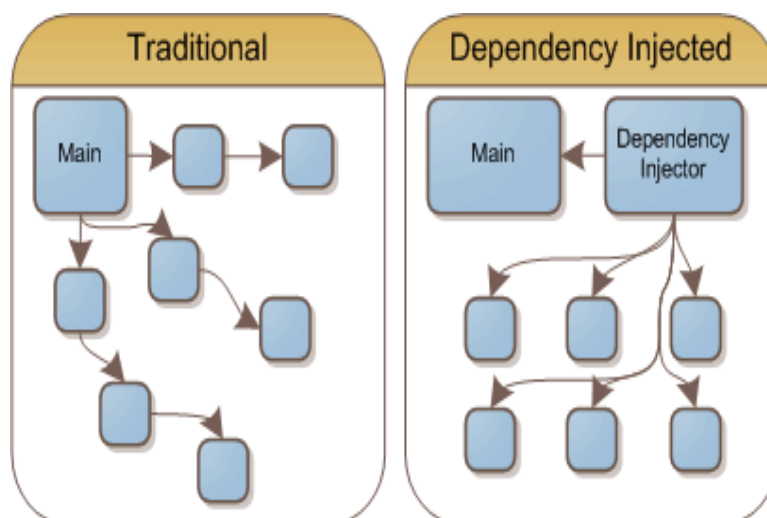 Traditional
Dependency Injected
Main
Main
Dependency
Injector